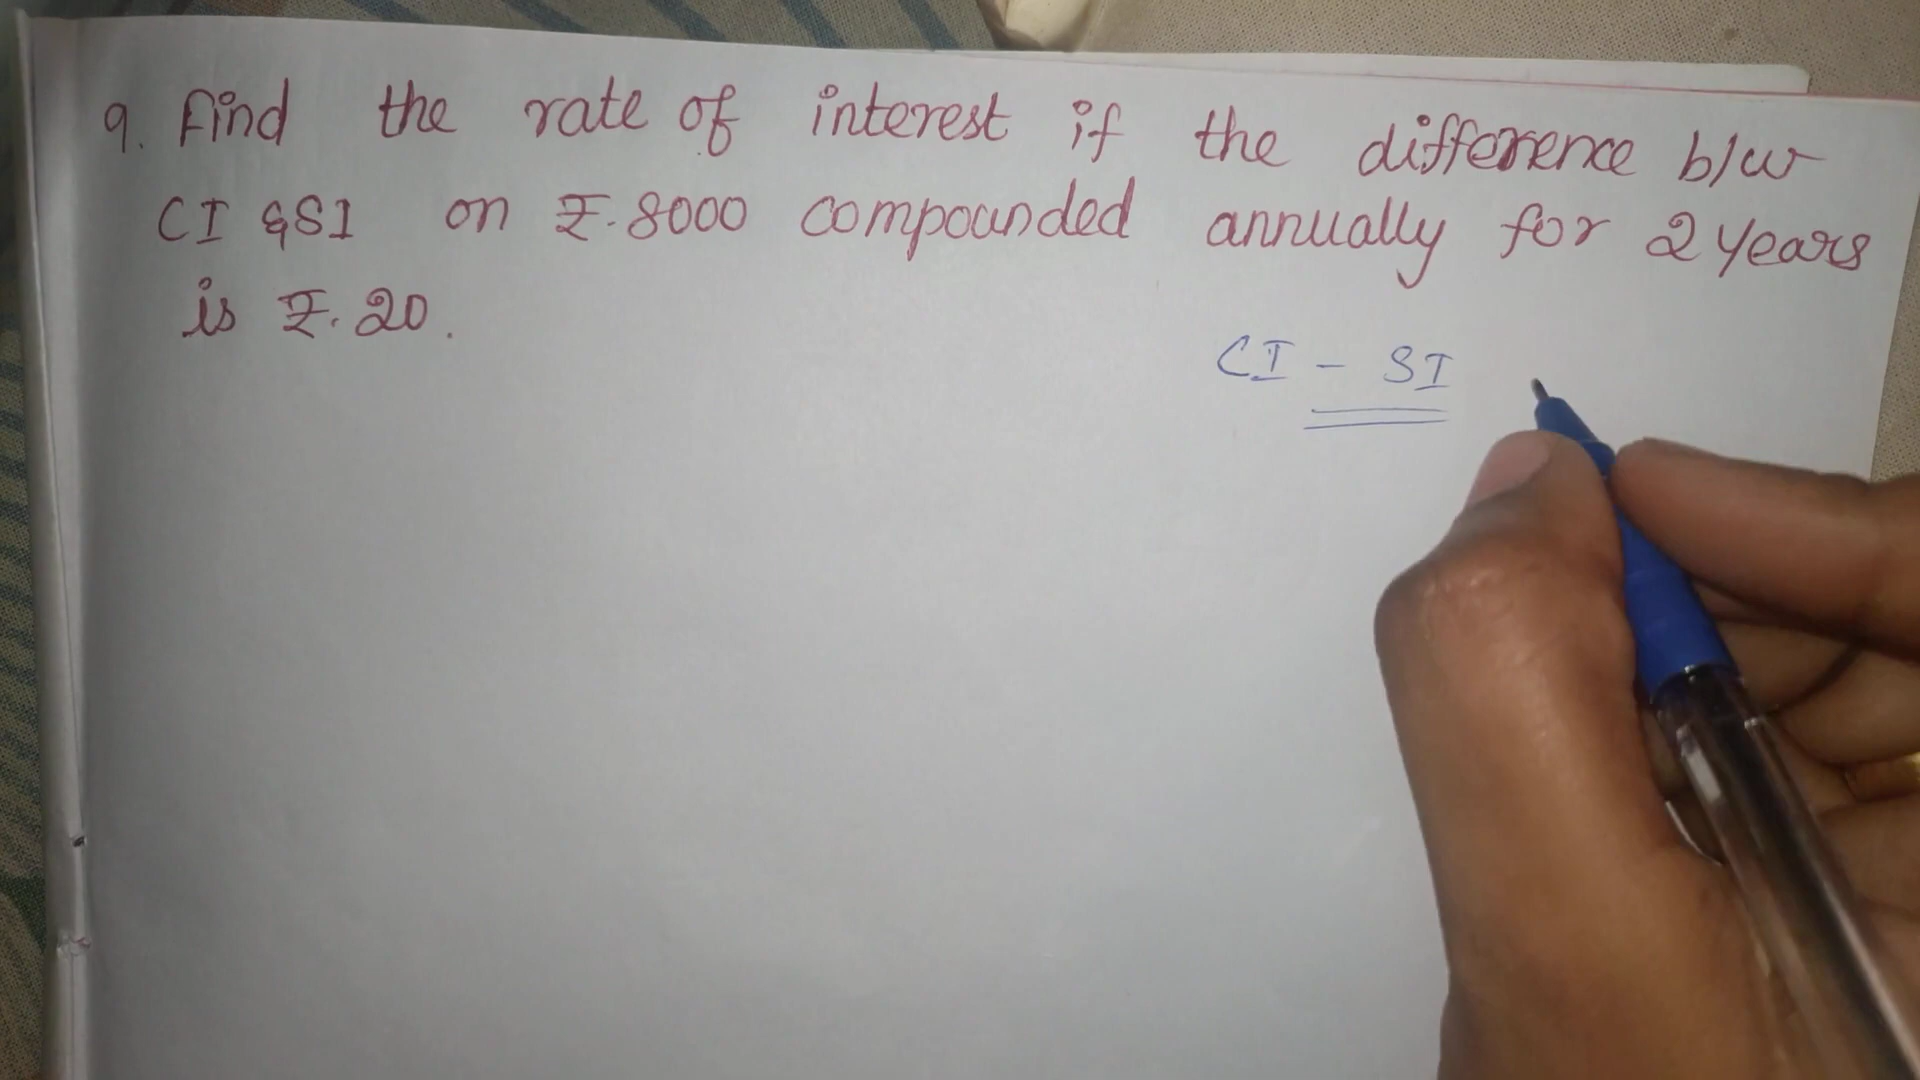 9. Find the rate of interest if the difference b/w
CI & SI on ₹.8000 compounded annually for 2 years
is ₹.20.
CI - SI